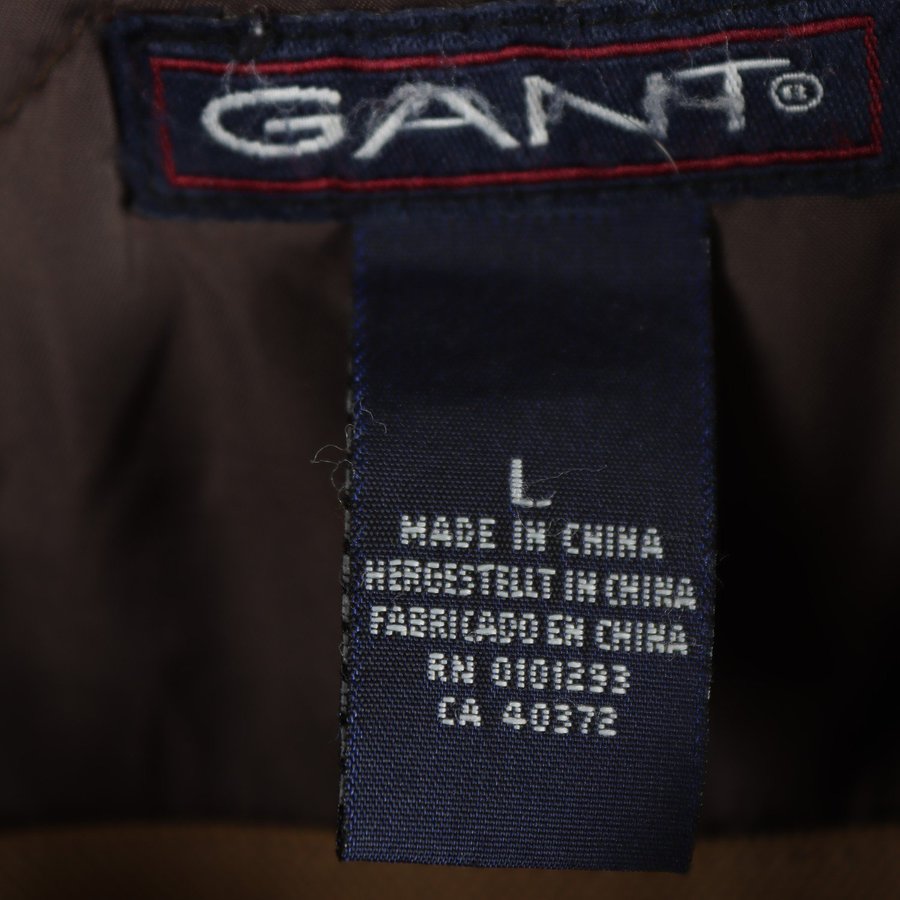 GANT®
L
MADE IN CHINA
HERGESTELLT IN CHINA
FABRICADO EN CHINA
RN 0101293
CA 40372